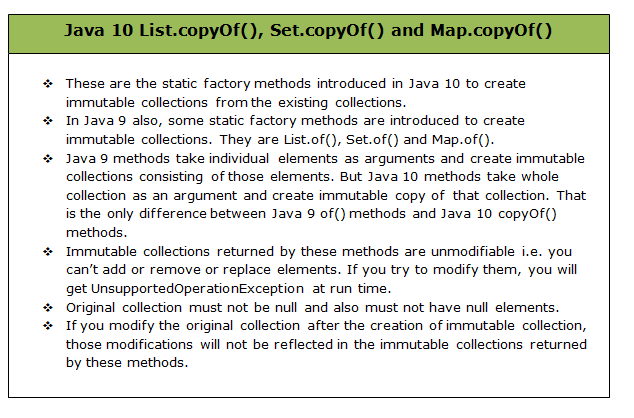 Java 10 List.copyOf(), Set.copyOf() and Map.copyOf()
❖ These are the static factory methods introduced in Java 10 to create
immutable collections from the existing collections.
❖ In Java 9 also, some static factory methods are introduced to create
immutable collections. They are List.of(), Set.of() and Map.of().
❖ Java 9 methods take individual elements as arguments and create immutable
collections consisting of those elements. But Java 10 methods take whole
collection as an argument and create immutable copy of that collection. That
is the only difference between Java 9 of() methods and Java 10 copyOf()
methods.
❖ Immutable collections returned by these methods are unmodifiable i.e. you
can't add or remove or replace elements. If you try to modify them, you will
get UnsupportedOperationException at run time.
❖ Original collection must not be null and also must not have null elements.
❖ If you modify the original collection after the creation of immutable collection,
those modifications will not be reflected in the immutable collections returned
by these methods.